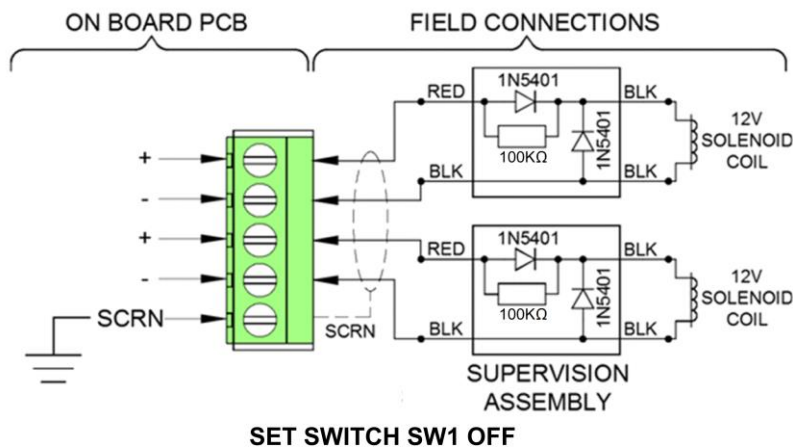 ON BOARD PCB
FIELD CONNECTIONS
RED
1N5401
BLK
1N5401
100KΩ
12V
SOLENOID
COIL
BLK
BLK
+
-
+
-
SCRN
SCRN
RED
1N5401
BLK
1N5401
100KΩ
12V
SOLENOID
COIL
BLK
BLK
SUPERVISION
ASSEMBLY
SET SWITCH SW1 OFF